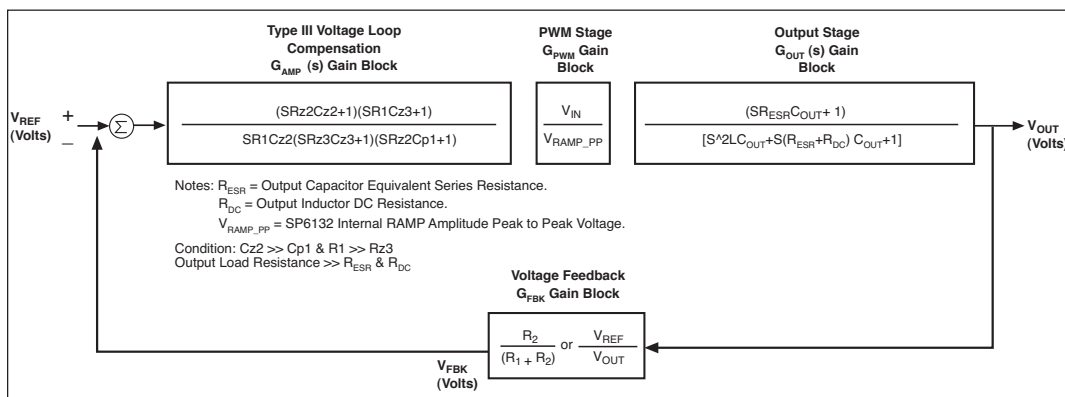 Type III Voltage Loop
Compensation
G_AMP (s) Gain Block
PWM Stage
G_PWM Gain
Block
Output Stage
G_OUT (s) Gain
Block
V_REF
(Volts)
+
–
Σ
(SRz2Cz2+1)(SR1Cz3+1)
SR1Cz2(SRz3Cz3+1)(SRz2Cp1+1)
V_IN
V_RAMP_PP
(SR_ESRC_OUT+ 1)
[S^2LC_OUT+S(R_ESR+R_DC) C_OUT+1]
V_OUT
(Volts)
Notes: R_ESR = Output Capacitor Equivalent Series Resistance.
R_DC = Output Inductor DC Resistance.
V_RAMP_PP = SP6132 Internal RAMP Amplitude Peak to Peak Voltage.
Condition: Cz2 >> Cp1 & R1 >> Rz3
Output Load Resistance >> R_ESR & R_DC
Voltage Feedback
G_FBK Gain Block
R_2
(R_1 + R_2)
or
V_REF
V_OUT
V_FBK
(Volts)